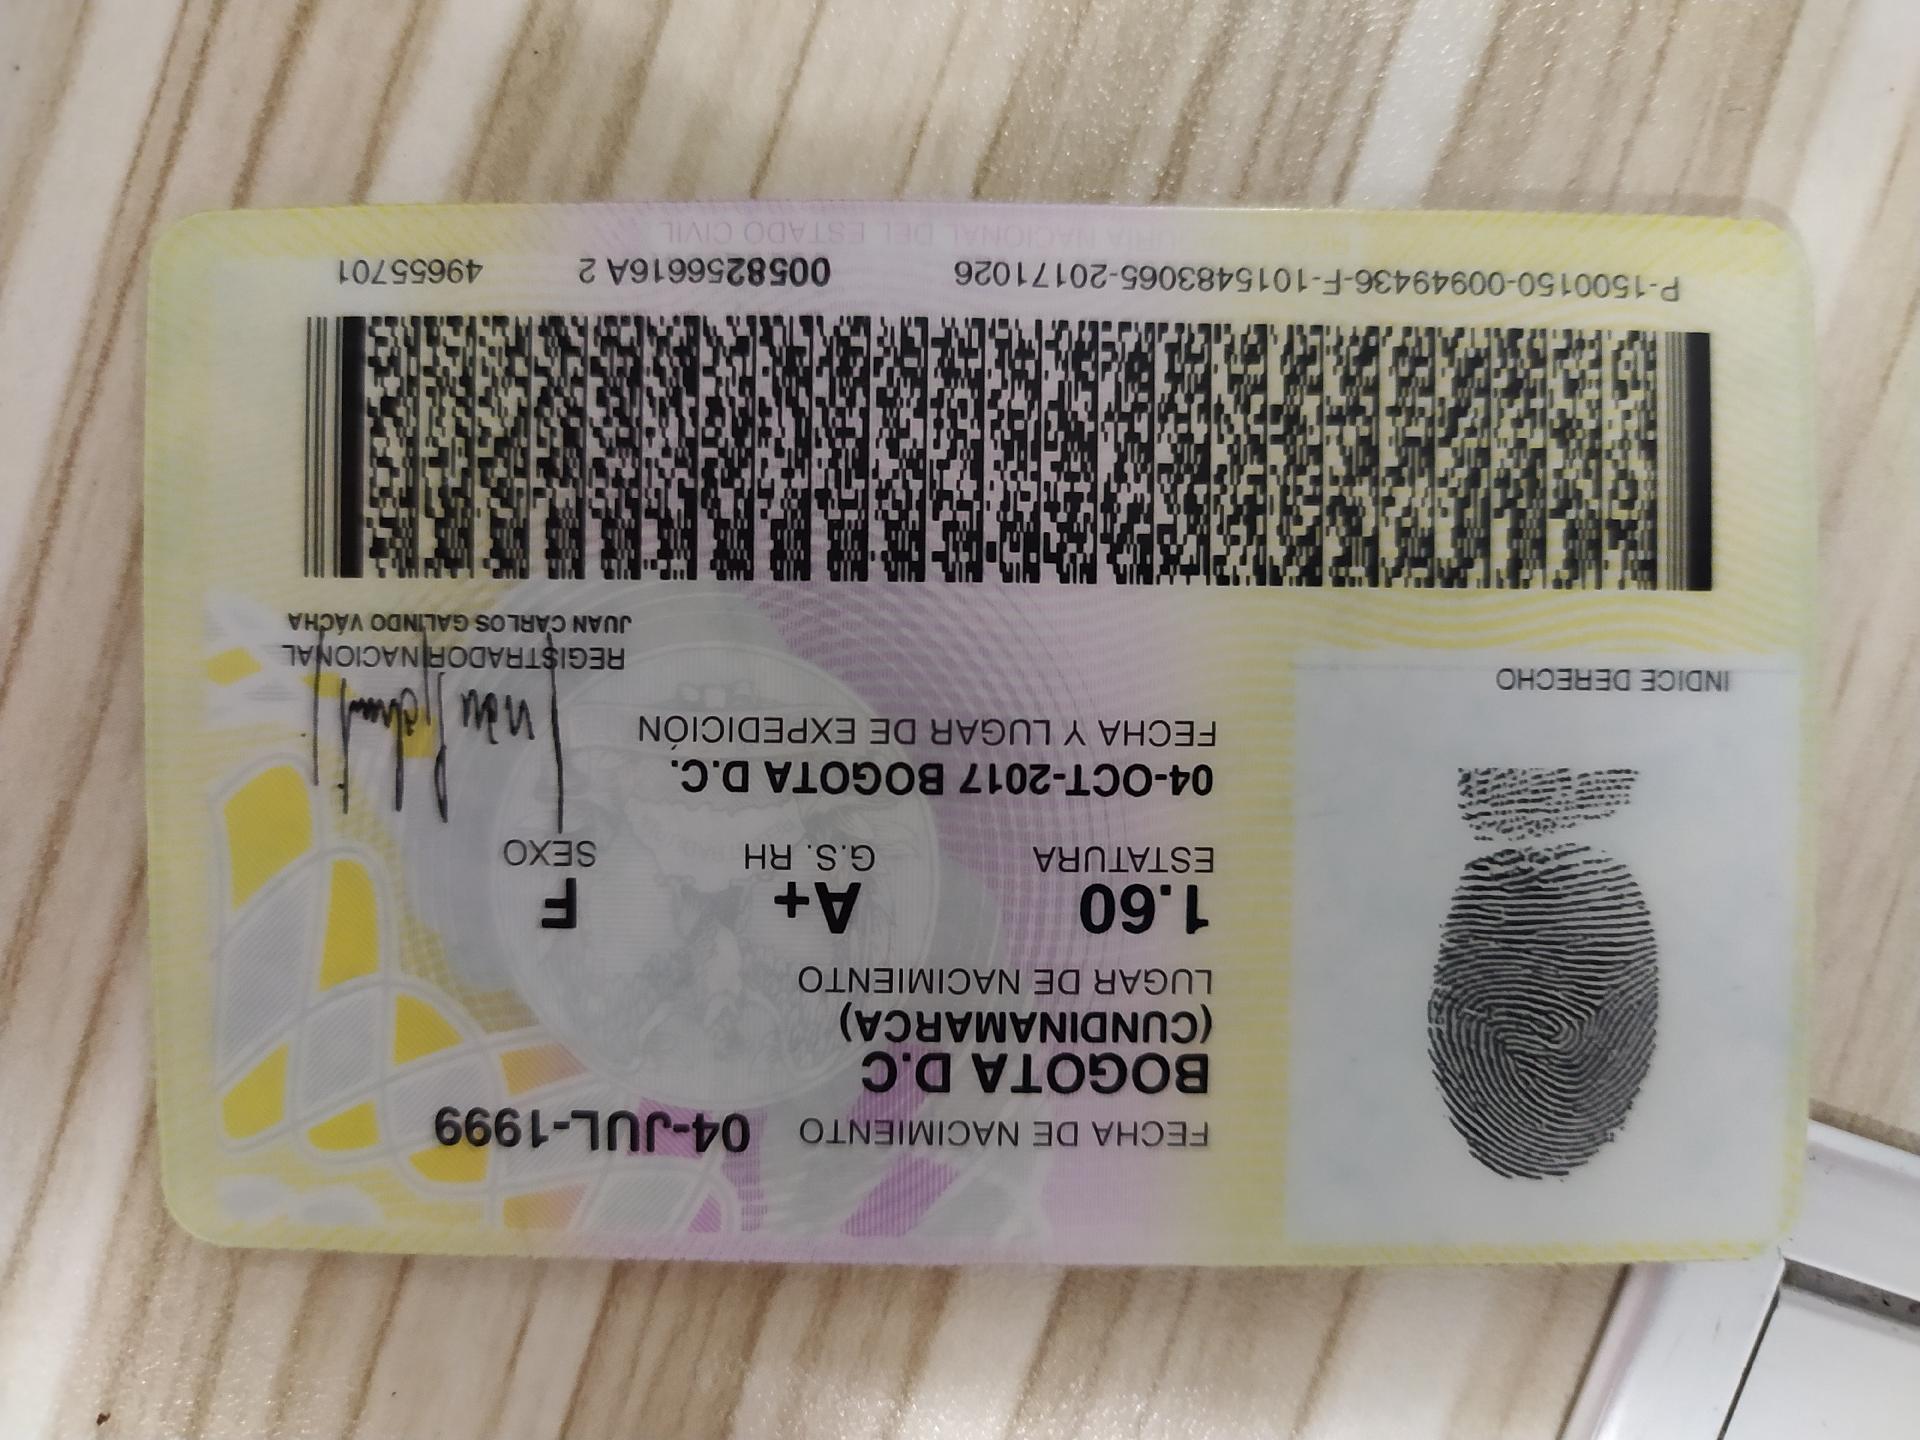 FECHA DE NACIMIENTO 04-JUL-1999
BOGOTA D.C
(CUNDINAMARCA)
LUGAR DE NACIMIENTO
1.60 A+ F
ESTATURA G.S. RH SEXO
04-OCT-2017 BOGOTA D.C.
FECHA Y LUGAR DE EXPEDICIÓN
INDICE DERECHO
REGISTRADOR NACIONAL
JUAN CARLOS GALINDO VÁCHA
P-1500150-00949436-F-1015483065-20171026 0058256616A 2 49655701
REGISTRADURIA NACIONAL DEL ESTADO CIVIL